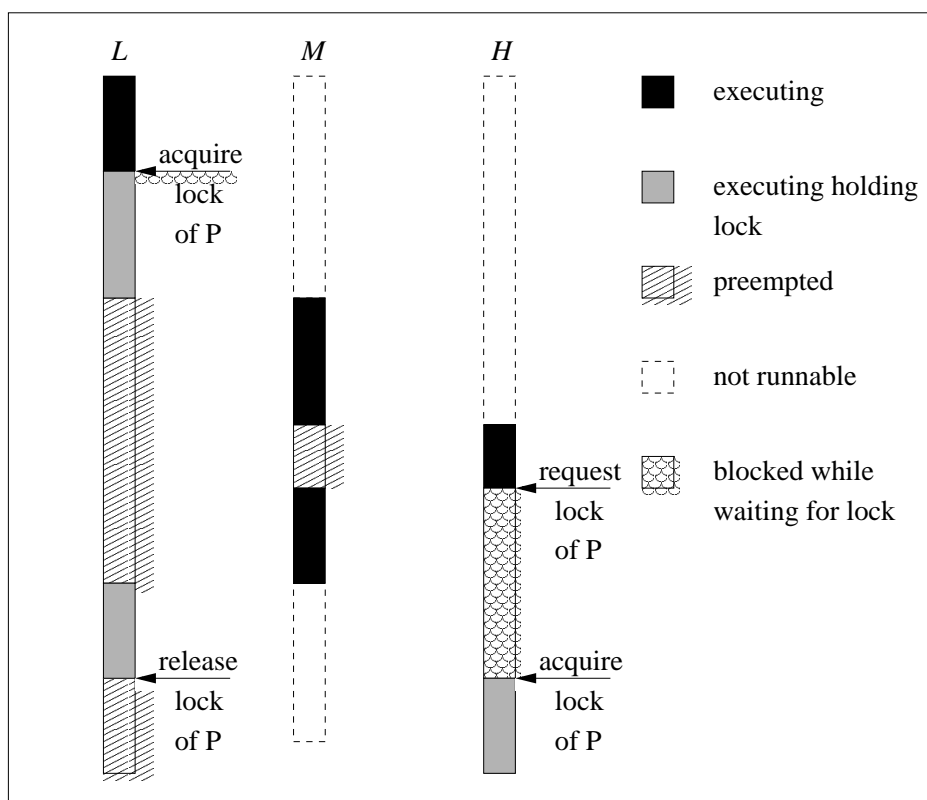 L
M
H
executing
acquire
lock
of P
executing holding
lock
preempted
not runnable
request
lock
of P
blocked while
waiting for lock
release
lock
of P
acquire
lock
of P